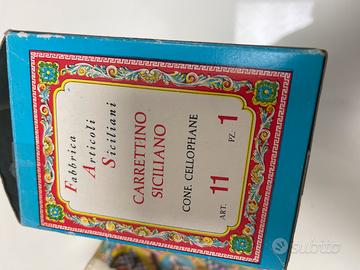 Fabbrica
Articoli
Siciliani
CARRETTINO
SICILIANO
CONF. CELLOPHANE
ART. 11 PZ. 1
subito